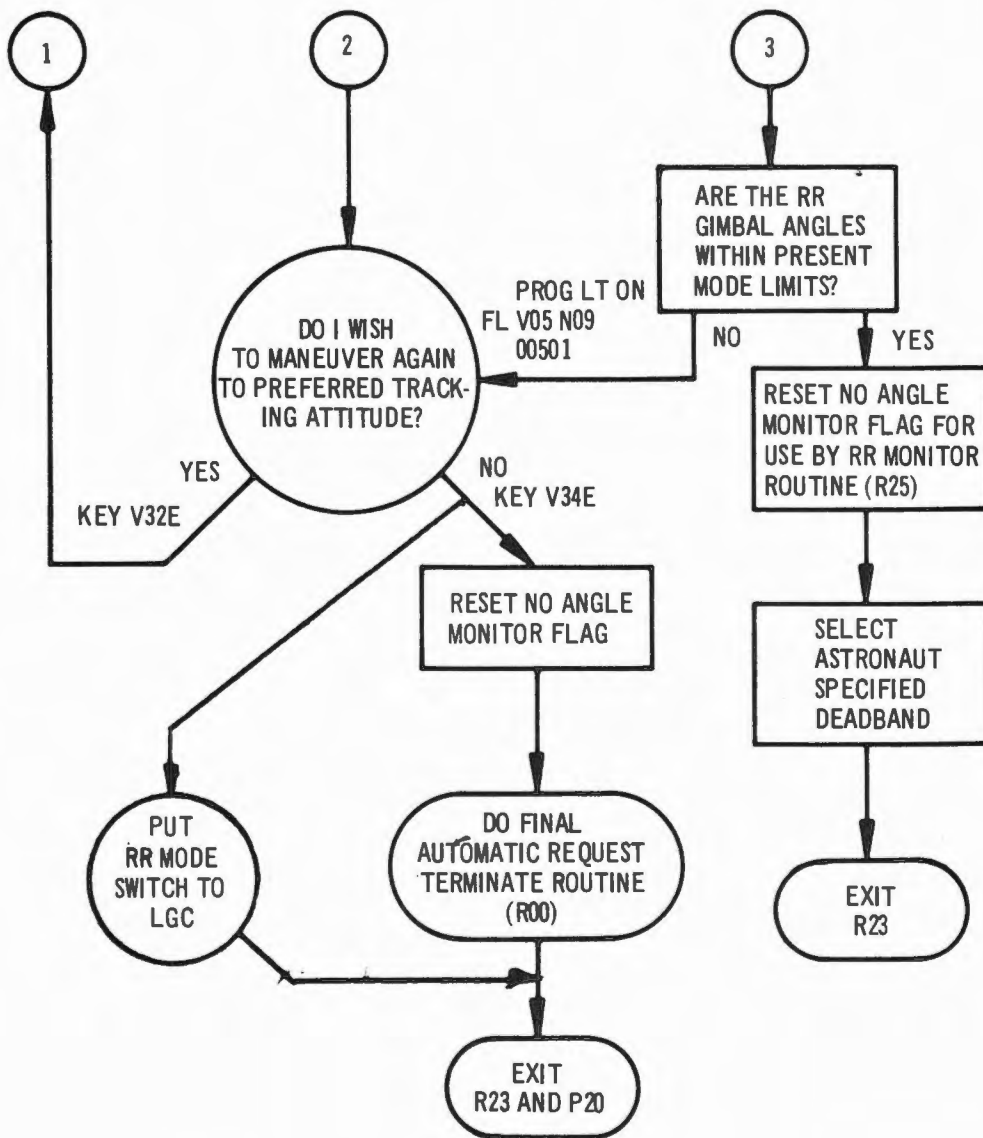 1
2
3
ARE THE RR
GIMBAL ANGLES
WITHIN PRESENT
MODE LIMITS?
PROG LT ON
FL V05 N09
00501
NO
YES
DO I WISH
TO MANEUVER AGAIN
TO PREFERRED TRACK-
ING ATTITUDE?
YES
KEY V32E
NO
KEY V34E
RESET NO ANGLE
MONITOR FLAG FOR
USE BY RR MONITOR
ROUTINE (R25)
RESET NO ANGLE
MONITOR FLAG
SELECT
ASTRONAUT
SPECIFIED
DEADBAND
PUT
RR MODE
SWITCH TO
LGC
DO FINAL
AUTOMATIC REQUEST
TERMINATE ROUTINE
(R00)
EXIT
R23
EXIT
R23 AND P20